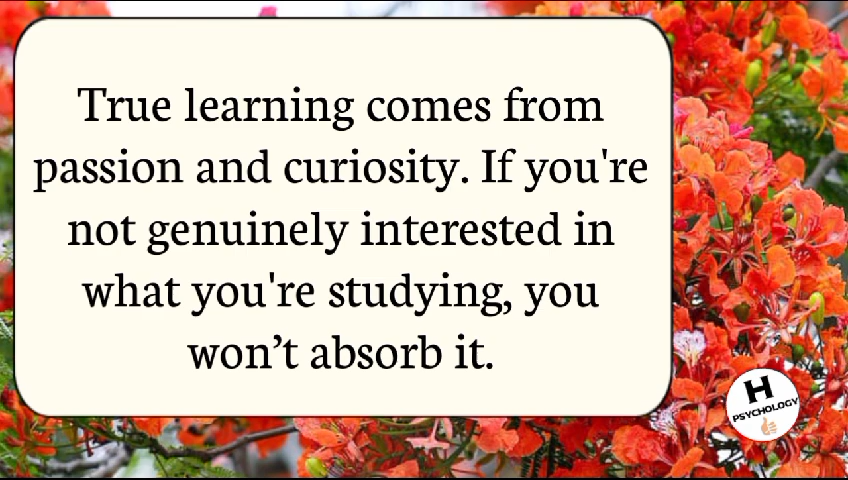 True learning comes from
passion and curiosity. If you're
not genuinely interested in
what you're studying, you
won’t absorb it.
H
PSYCHOLOGY